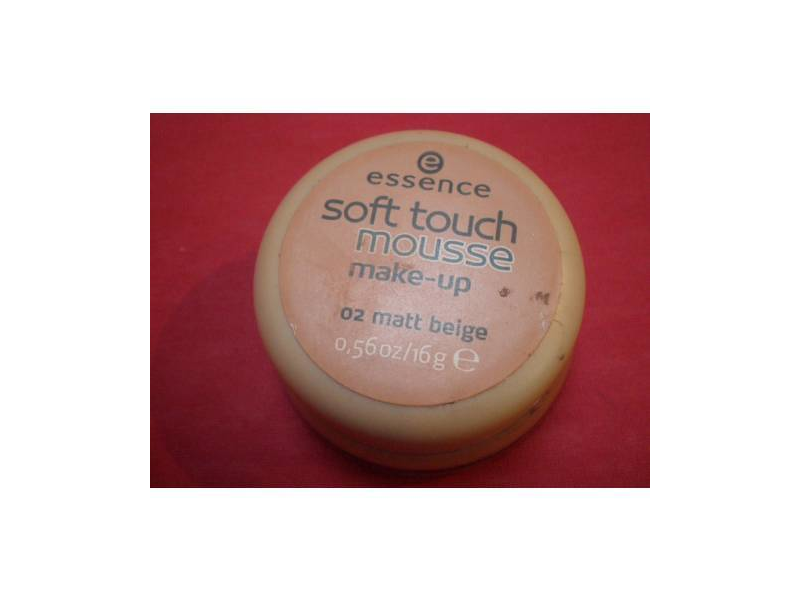 e
essence
soft touch
mousse
make-up
02 matt beige
0,56oz/16g ℮